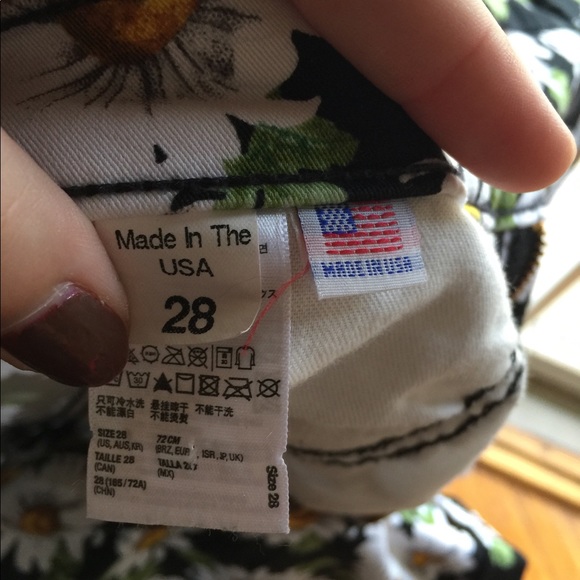 Made In The
USA
28
MADE IN USA
ス
30
只可冷水洗 悬挂晾干 不能干洗
不能漂白 不能熨烫
SIZE 28 72 CM
(US, AUS, KR) (BRZ, EUR, ISR, JP, UK)
TAILLE 28 TALLA
(CAN) (MX)
28 (165 / 72A)
(CHN)
Size 28